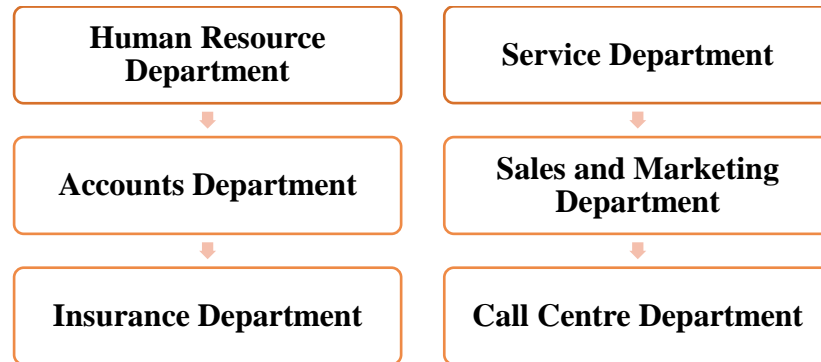 Human Resource
Department
Accounts Department
Insurance Department
Service Department
Sales and Marketing
Department
Call Centre Department